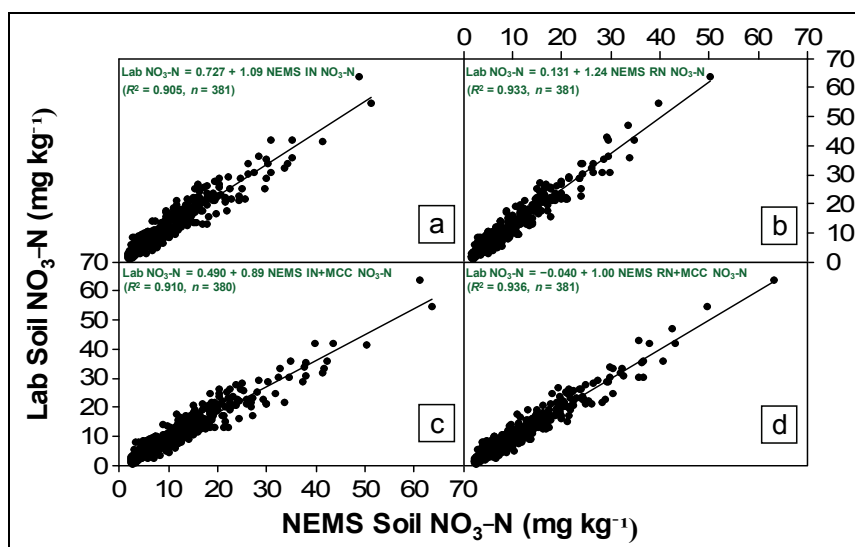 0 10 20 30 40 50 60 70
Lab NO₃-N = 0.727 + 1.09 NEMS IN NO₃-N
(R² = 0.905, n = 381)
a
Lab NO₃-N = 0.131 + 1.24 NEMS RN NO₃-N
(R² = 0.933, n = 381)
b
70
60
50
40
30
20
10
0
Lab NO₃-N = 0.490 + 0.89 NEMS IN+MCC NO₃-N
(R² = 0.910, n = 380)
c
Lab NO₃-N = −0.040 + 1.00 NEMS RN+MCC NO₃-N
(R² = 0.936, n = 381)
d
70
60
50
40
30
20
10
0
0 10 20 30 40 50 60 70
Lab Soil NO₃–N (mg kg⁻¹)
NEMS Soil NO₃–N (mg kg⁻¹)